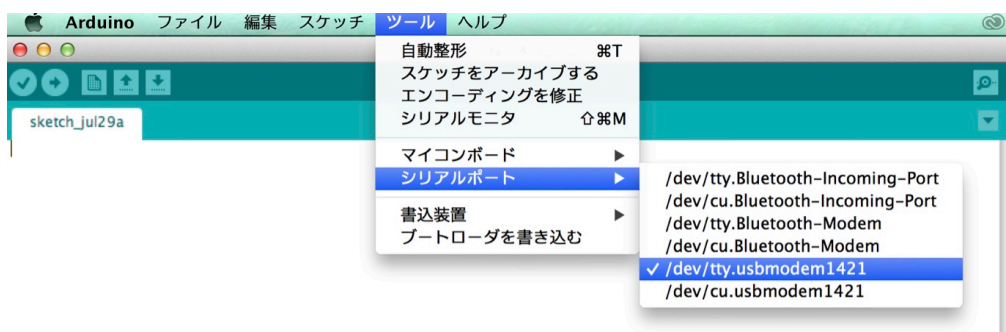 Arduino ファイル 編集 スケッチ ツール ヘルプ
自動整形 ⌘T
スケッチをアーカイブする
エンコーディングを修正
シリアルモニタ ⇧⌘M
マイコンボード ▶
シリアルポート ▶
書込装置 ▶
ブートローダを書き込む
sketch_jul29a
/dev/tty.Bluetooth-Incoming-Port
/dev/cu.Bluetooth-Incoming-Port
/dev/tty.Bluetooth-Modem
/dev/cu.Bluetooth-Modem
✓ /dev/tty.usbmodem1421
/dev/cu.usbmodem1421